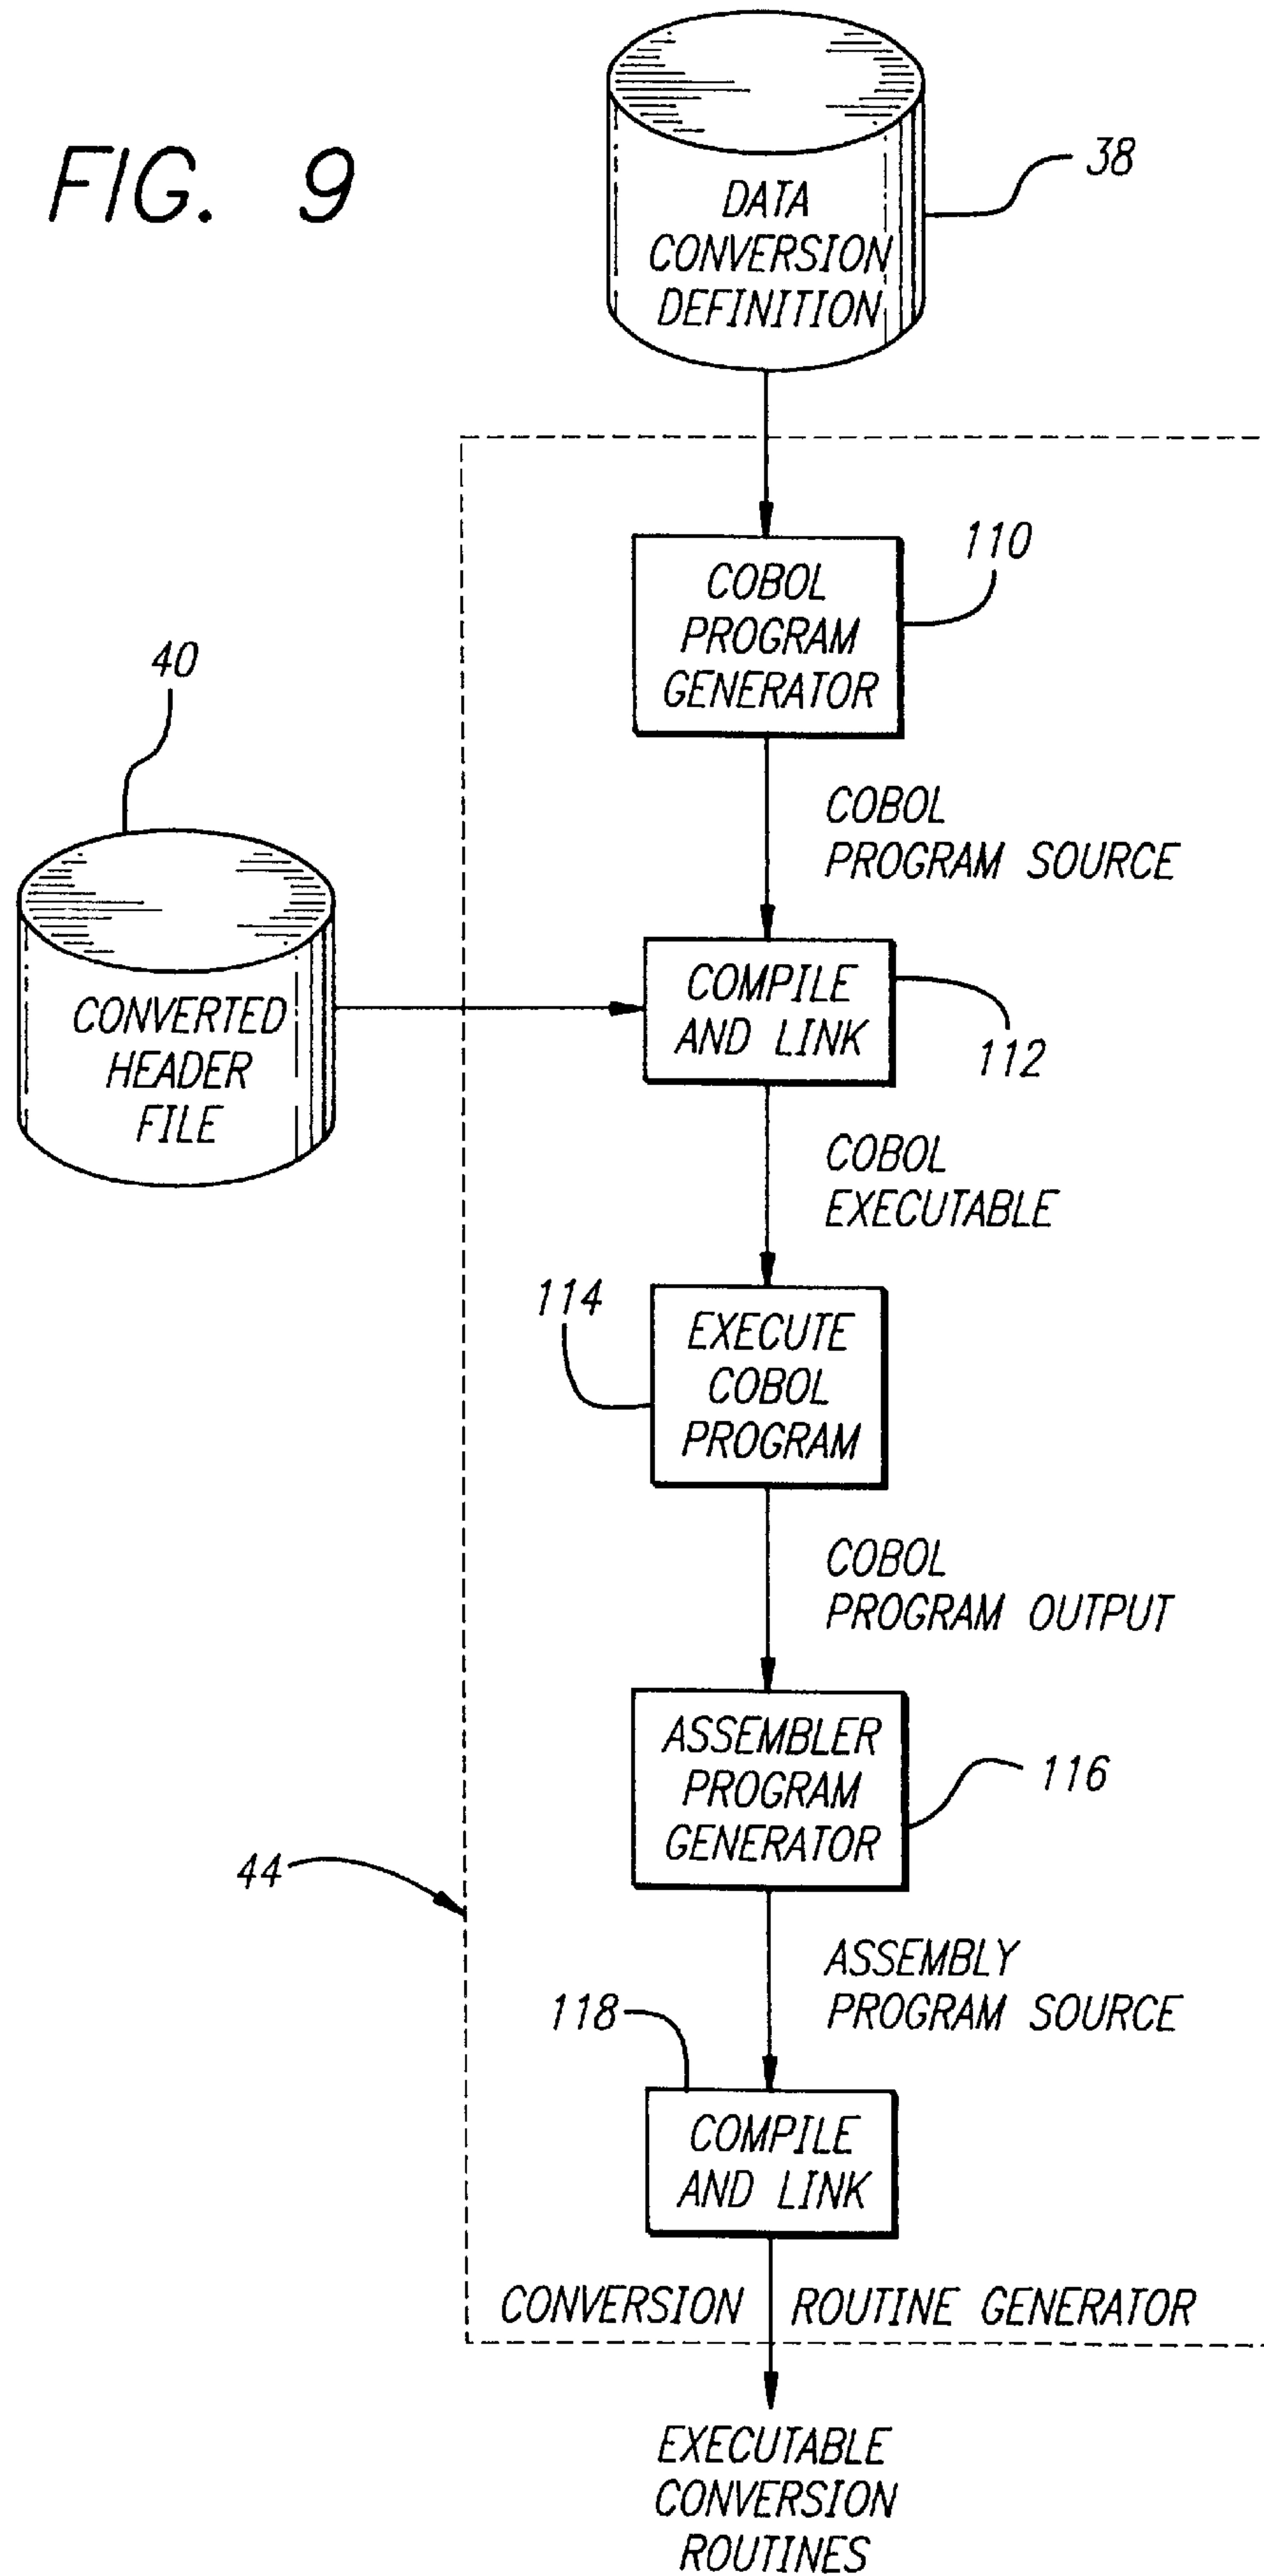 FIG. 9
38
DATA
CONVERSION
DEFINITION
110
COBOL
PROGRAM
GENERATOR
40
COBOL
PROGRAM SOURCE
CONVERTED
HEADER
FILE
COMPILE
AND LINK
112
COBOL
EXECUTABLE
114
EXECUTE
COBOL
PROGRAM
COBOL
PROGRAM OUTPUT
ASSEMBLER
PROGRAM
GENERATOR
116
44
ASSEMBLY
PROGRAM SOURCE
118
COMPILE
AND LINK
CONVERSION ROUTINE GENERATOR
EXECUTABLE
CONVERSION
ROUTINES